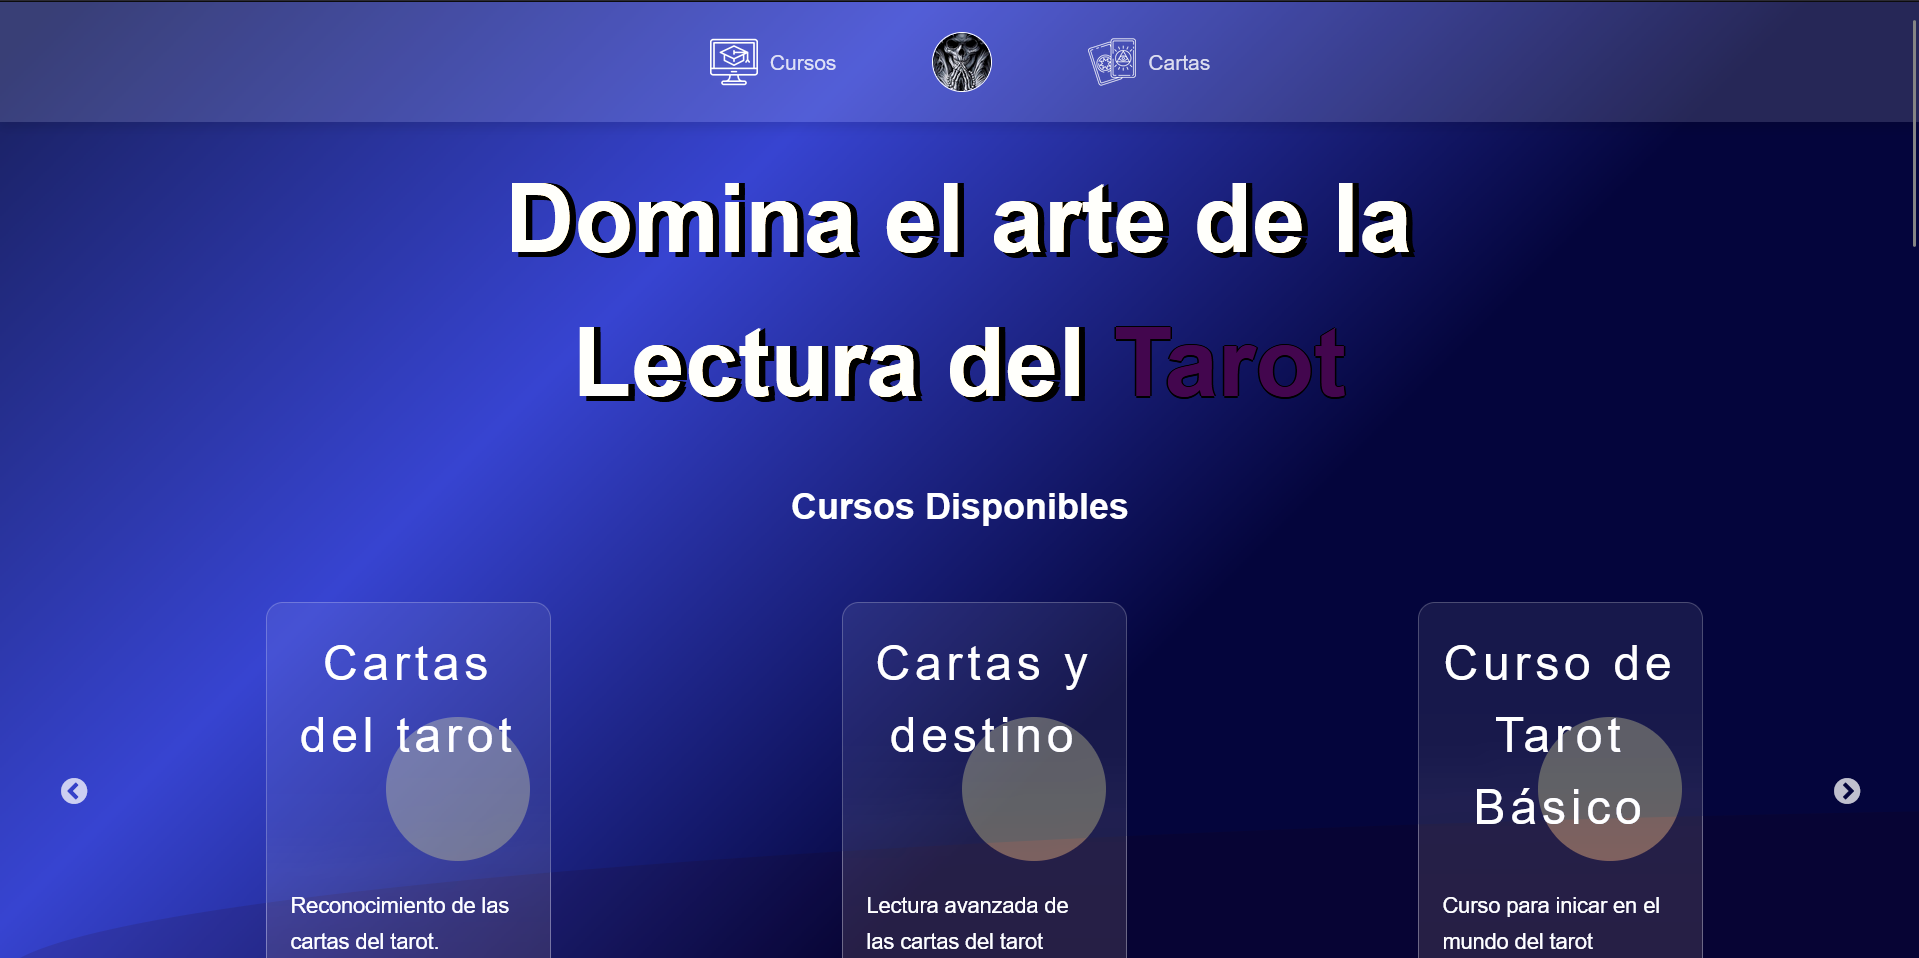 Cursos
Cartas
Domina el arte de la
Lectura del Tarot
Cursos Disponibles
Cartas
del tarot
Reconocimiento de las
cartas del tarot.
Cartas y
destino
Lectura avanzada de
las cartas del tarot
Curso de
Tarot
Básico
Curso para inicar en el
mundo del tarot